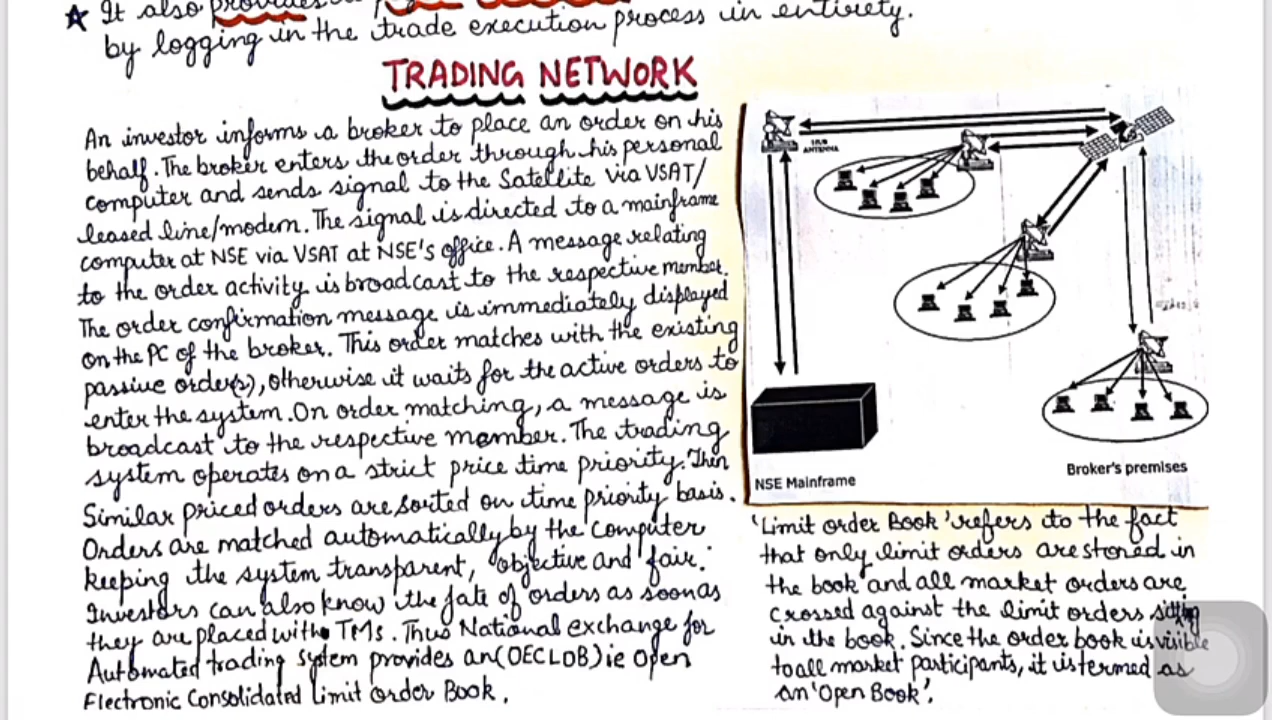 It also provides
by logging in the trade execution process in entirety.
TRADING NETWORK
An investor informs a broker to place an order on his
behalf. The broker enters the order through his personal
computer and sends signal to the Satellite via VSAT/
leased line/modem. The signal is directed to a mainframe
computer at NSE via VSAT at NSE's office. A message relating
to the order activity is broadcast to the respective member.
The order confirmation message is immediately displayed
on the PC of the broker. This order matches with the existing
passive order(s), otherwise it waits for the active orders to
enter the system. On order matching, a message is
broadcast to the respective member. The trading
system operates on a strict price time priority. Then
Similar priced orders are sorted on time priority basis.
Orders are matched automatically by the computer
keeping the system transparent, objective and fair.
Investors can also know the fate of orders as soon as
they are placed with TMs. Thus National exchange for
Automated trading system provides an (OECLOB) ie Open
Electronic Consolidated Limit Order Book.
ANTENNA
NSE Mainframe
Broker's premises
'Limit order Book' refers to the fact
that only limit orders are stored in
the book and all market orders are
crossed against the limit orders sitting
in the book. Since the order book is visible
to all market participants, it is termed as
an 'Open Book'.